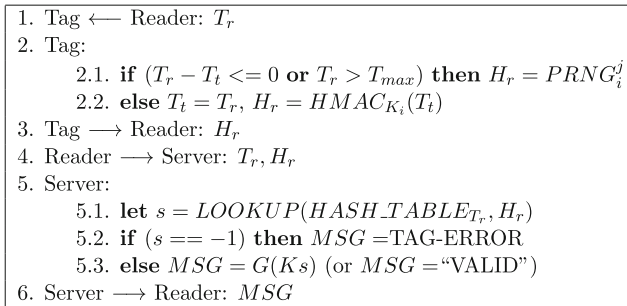 1. Tag ⟵ Reader: T_r
2. Tag:
2.1. if (T_r − T_t <= 0 or T_r > T_max) then H_r = PRNG_i^j
2.2. else T_t = T_r, H_r = HMAC_{K_i}(T_t)
3. Tag ⟶ Reader: H_r
4. Reader ⟶ Server: T_r, H_r
5. Server:
5.1. let s = LOOKUP(HASH_TABLE_{T_r}, H_r)
5.2. if (s == −1) then MSG =TAG-ERROR
5.3. else MSG = G(Ks) (or MSG =“VALID”)
6. Server ⟶ Reader: MSG